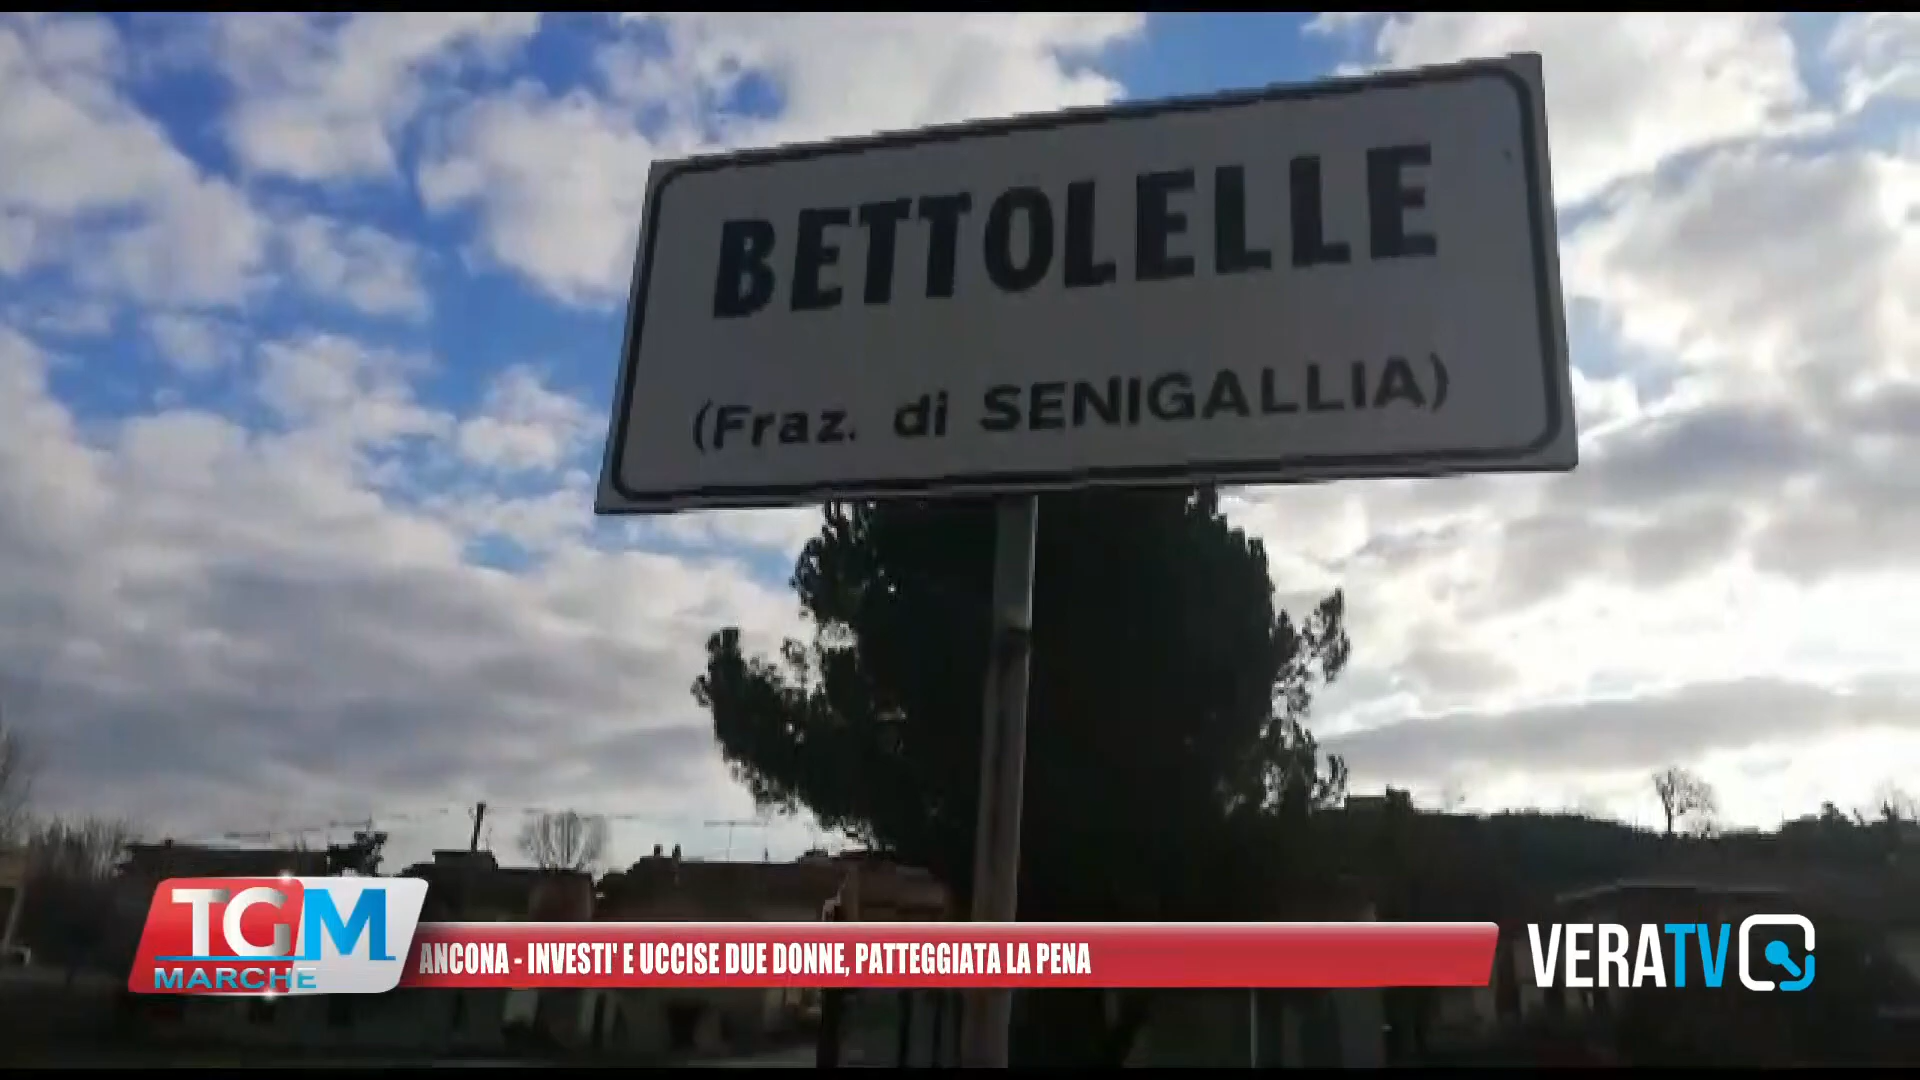 BETTOLELLE
(Fraz. di SENIGALLIA)
TGM
MARCHE
ANCONA - INVESTI' E UCCISE DUE DONNE, PATTEGGIATA LA PENA
VERATV